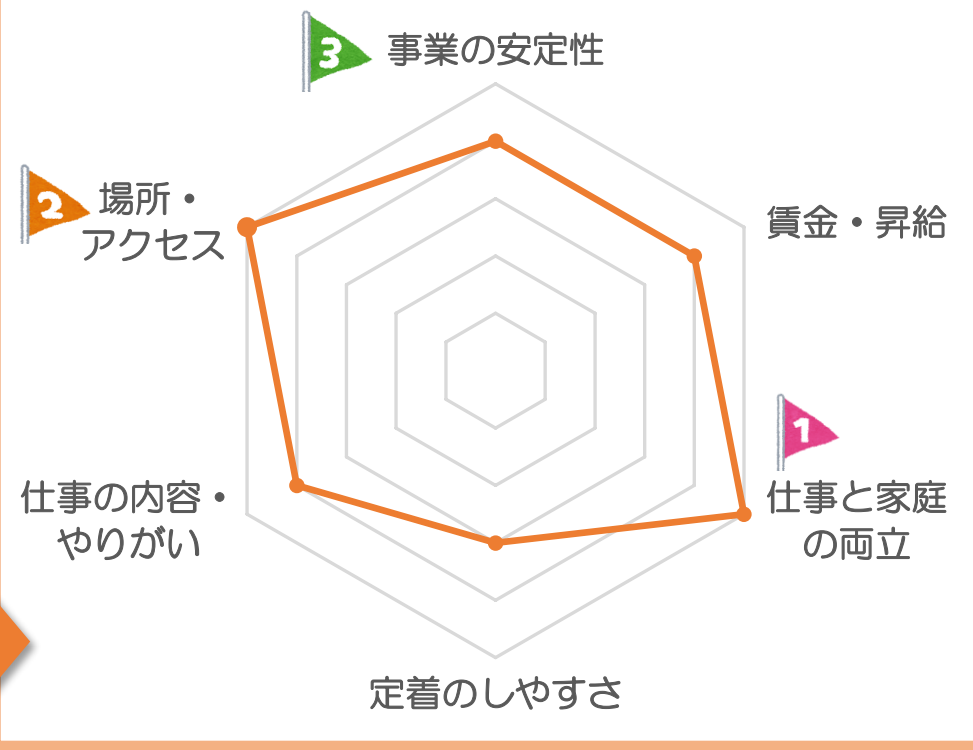 3
事業の安定性
2
場所・
アクセス
賃金・昇給
1
仕事と家庭
の両立
仕事の内容・
やりがい
定着のしやすさ